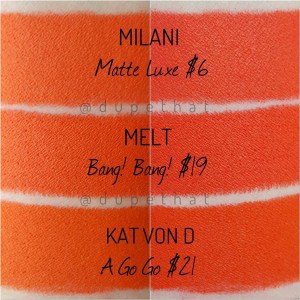 MILANI
Matte Luxe $6
@dupethat
MELT
Bang! Bang! $19
@dupethat
KAT VON D
A Go Go $21